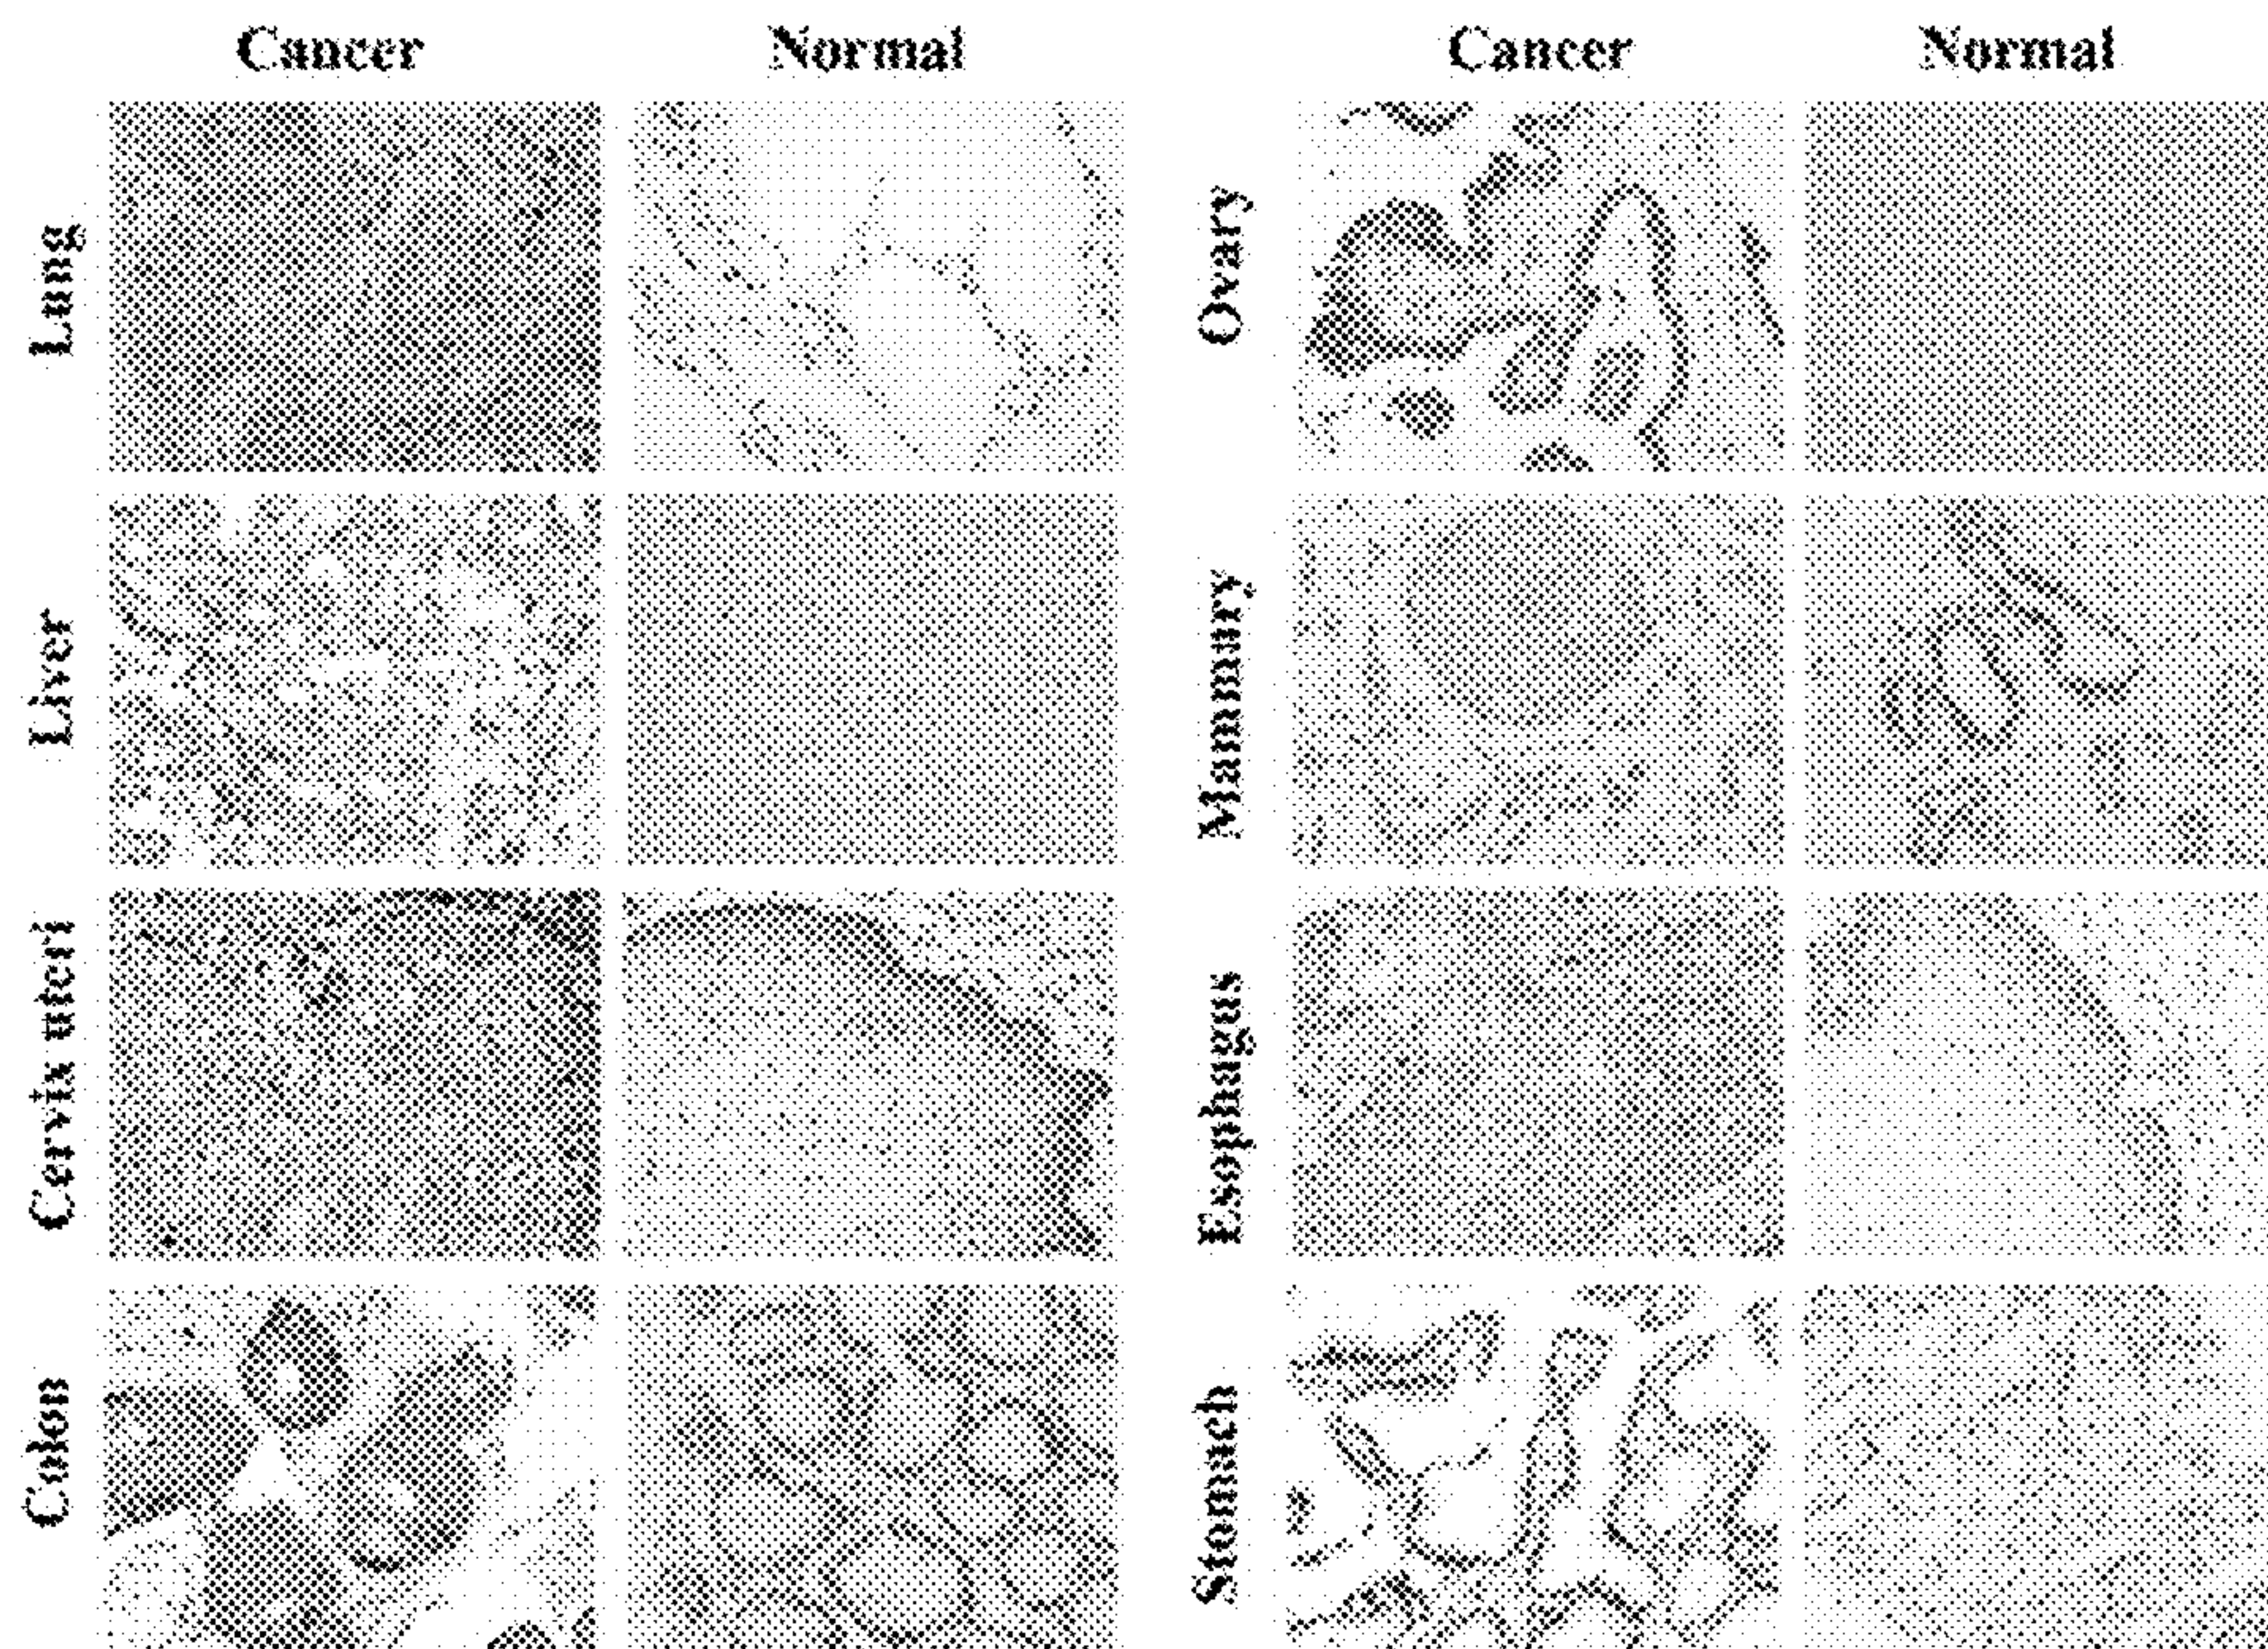 Cancer Normal Cancer Normal
Lung Ovary
Liver Mammary
Cervix uteri Esophagus
Colon Stomach